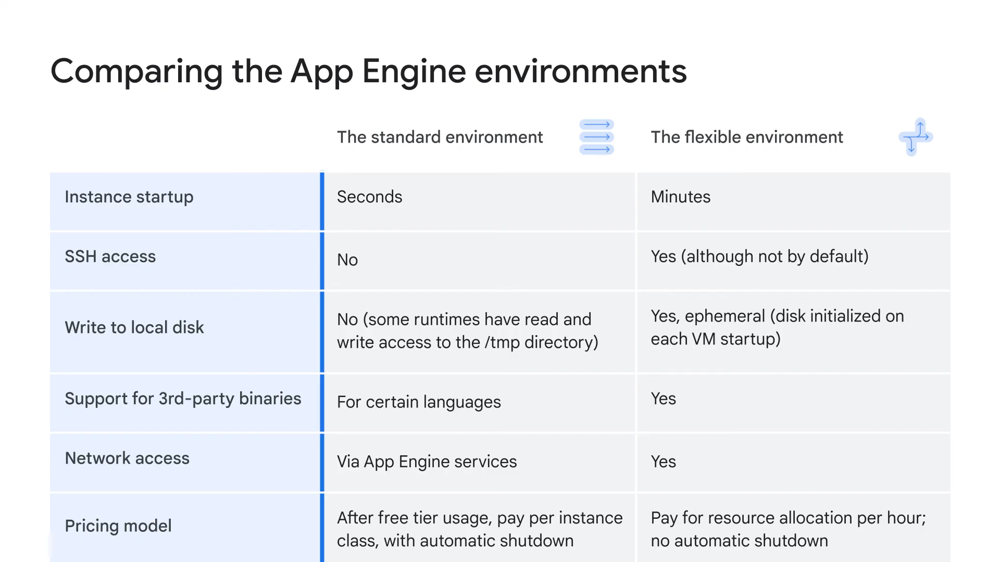 Comparing the App Engine environments
The standard environment
The flexible environment
Instance startup
Seconds
Minutes
SSH access
No
Yes (although not by default)
Write to local disk
No (some runtimes have read and
write access to the /tmp directory)
Yes, ephemeral (disk initialized on
each VM startup)
Support for 3rd-party binaries
For certain languages
Yes
Network access
Via App Engine services
Yes
Pricing model
After free tier usage, pay per instance
class, with automatic shutdown
Pay for resource allocation per hour;
no automatic shutdown